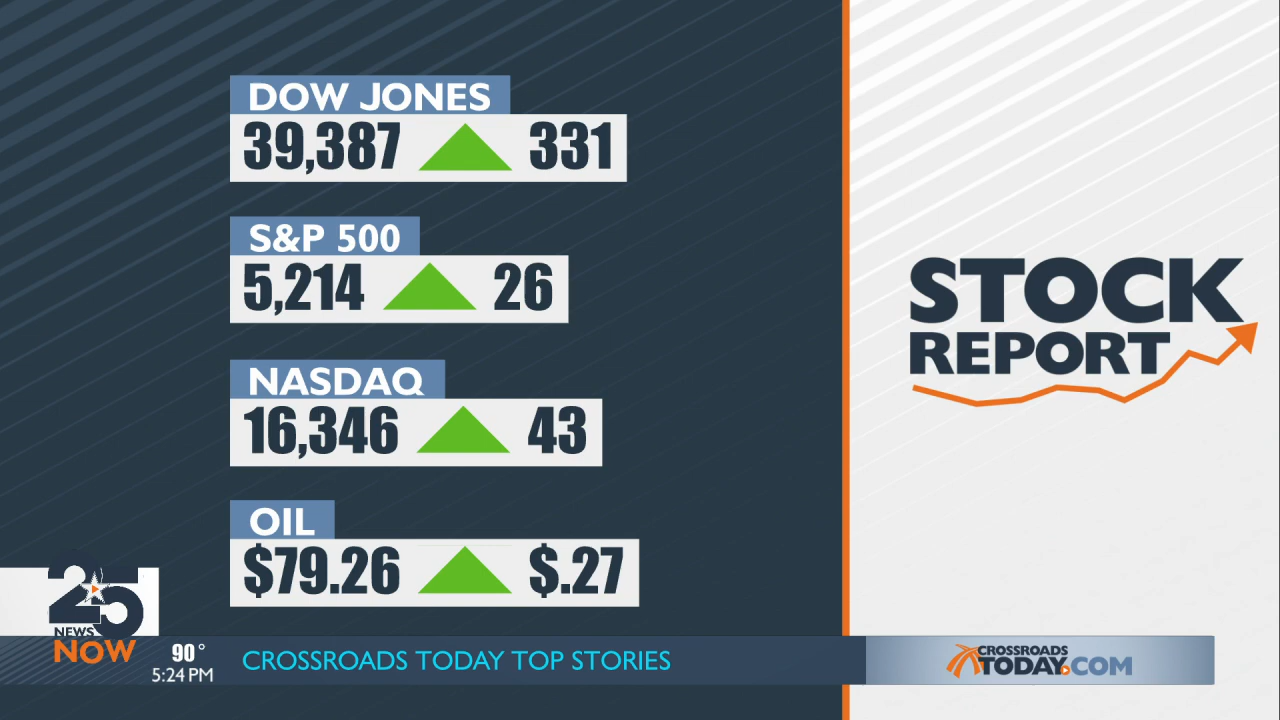 DOW JONES
39,387 331
S&P 500
5,214 26
NASDAQ
16,346 43
OIL
$79.26 $.27
STOCK
REPORT
25
NEWS
NOW
90°
5:24 PM
CROSSROADS TODAY TOP STORIES
CROSSROADS
TODAY.COM